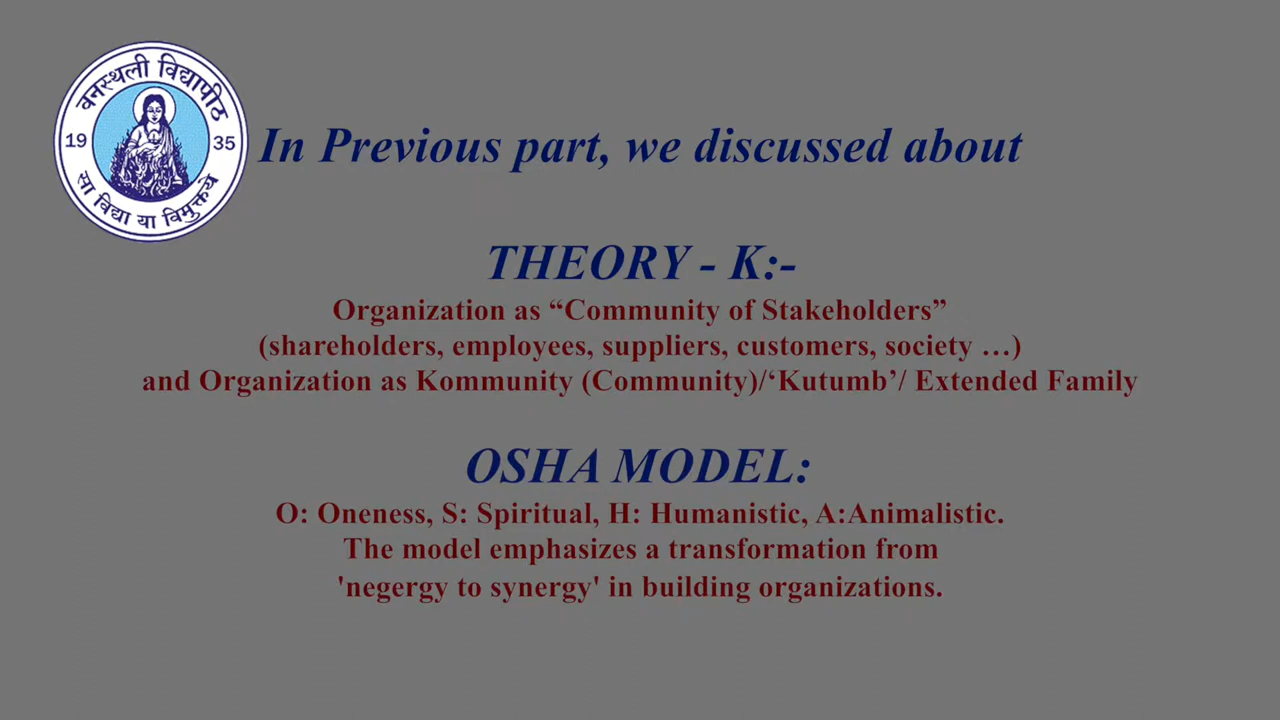 वनस्थली विद्यापीठ
19 35
सा विद्या या विमुक्तये
In Previous part, we discussed about
THEORY - K:-
Organization as “Community of Stakeholders”
(shareholders, employees, suppliers, customers, society …)
and Organization as Kommunity (Community)/‘Kutumb’/ Extended Family
OSHA MODEL:
O: Oneness, S: Spiritual, H: Humanistic, A:Animalistic.
The model emphasizes a transformation from
'negergy to synergy' in building organizations.